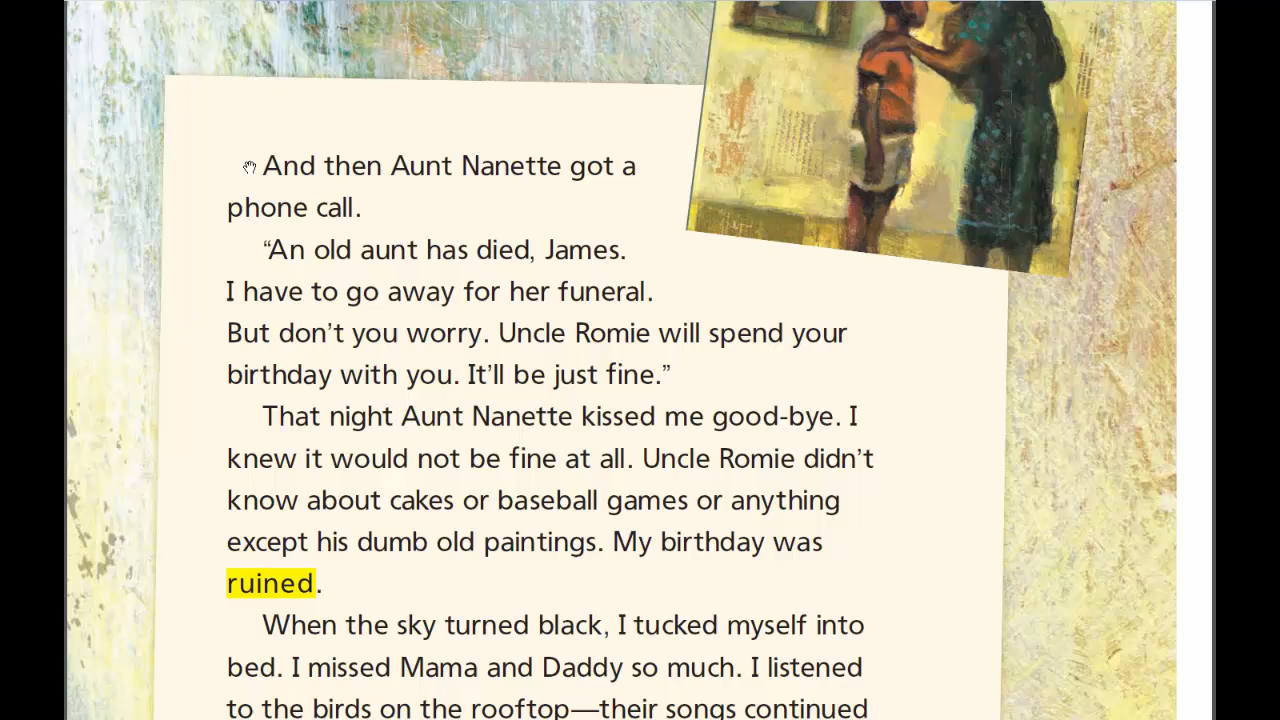 And then Aunt Nanette got a
phone call.
“An old aunt has died, James.
I have to go away for her funeral.
But don’t you worry. Uncle Romie will spend your
birthday with you. It’ll be just fine.”
That night Aunt Nanette kissed me good-bye. I
knew it would not be fine at all. Uncle Romie didn’t
know about cakes or baseball games or anything
except his dumb old paintings. My birthday was
ruined.
When the sky turned black, I tucked myself into
bed. I missed Mama and Daddy so much. I listened
to the birds on the rooftop—their songs continued